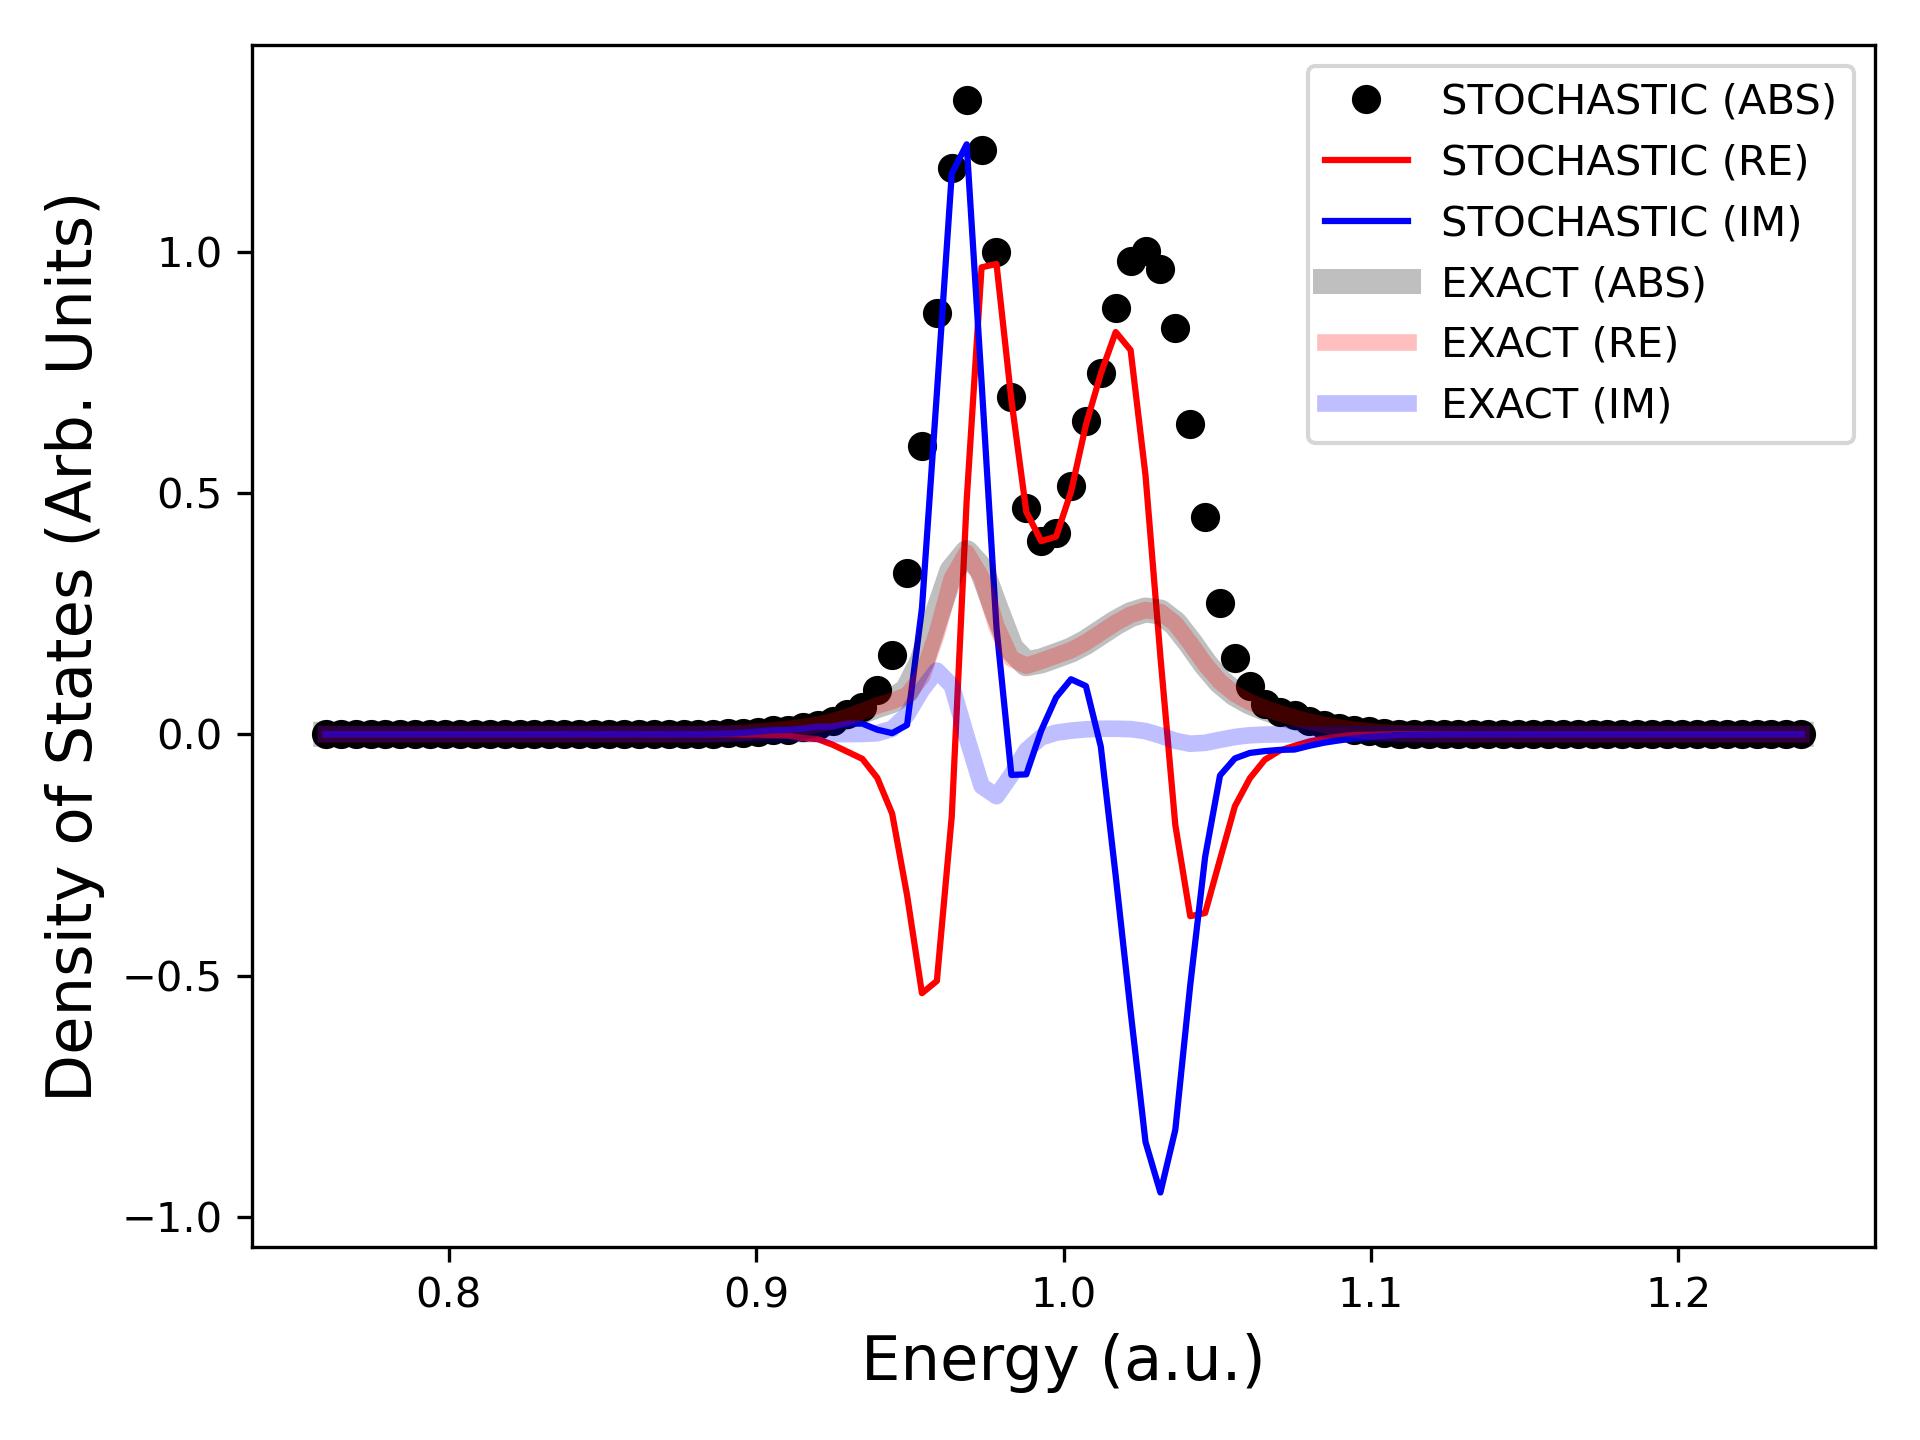 Density of States (Arb. Units)
1.0
0.5
0.0
−0.5
−1.0
0.8
0.9
1.0
1.1
1.2
Energy (a.u.)
STOCHASTIC (ABS)
STOCHASTIC (RE)
STOCHASTIC (IM)
EXACT (ABS)
EXACT (RE)
EXACT (IM)